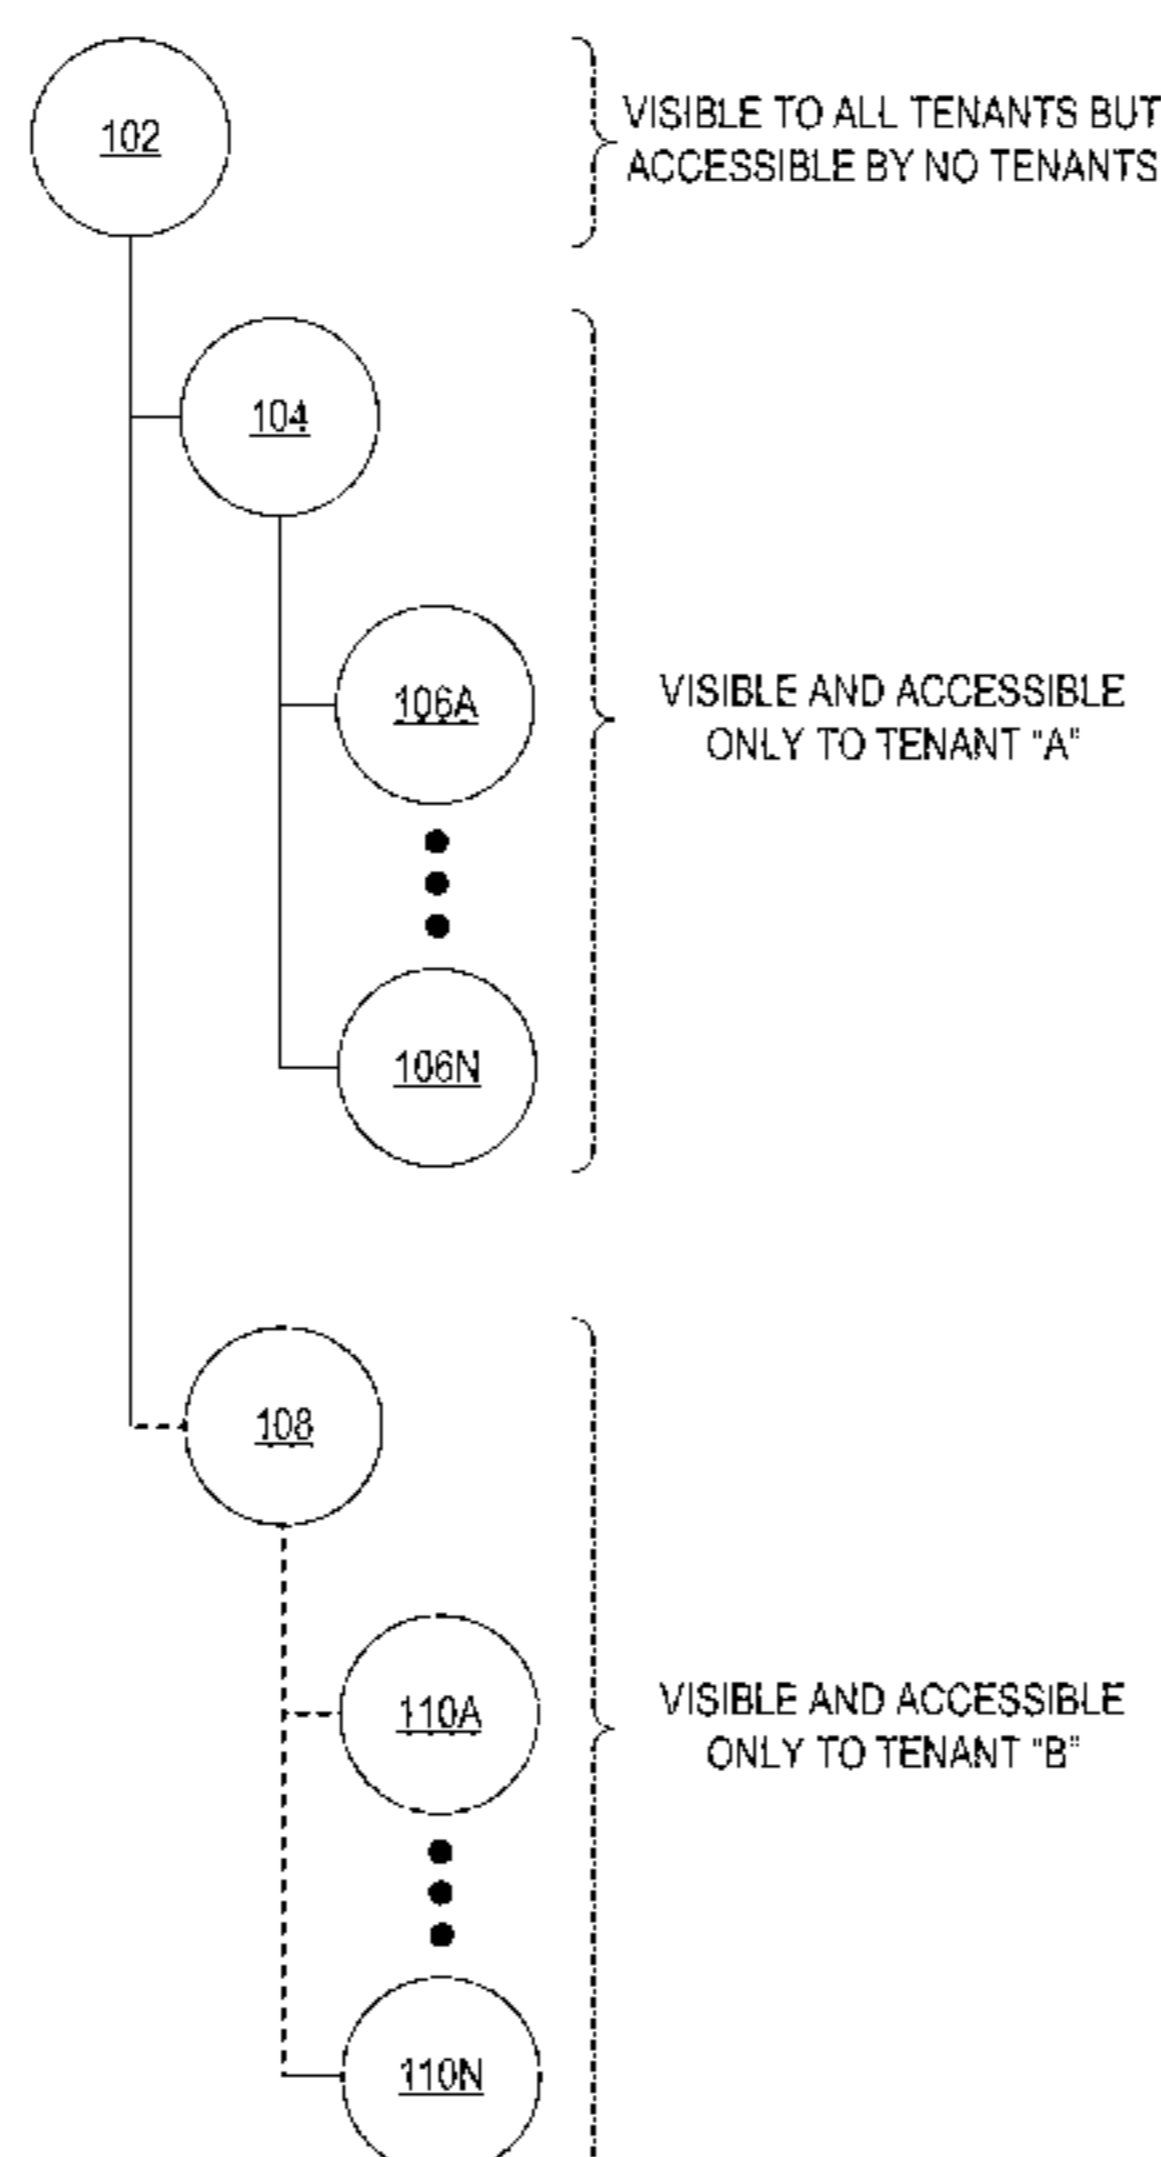 102
VISIBLE TO ALL TENANTS BUT
ACCESSIBLE BY NO TENANTS
104
106A
VISIBLE AND ACCESSIBLE
ONLY TO TENANT "A"
106N
108
110A
VISIBLE AND ACCESSIBLE
ONLY TO TENANT "B"
110N